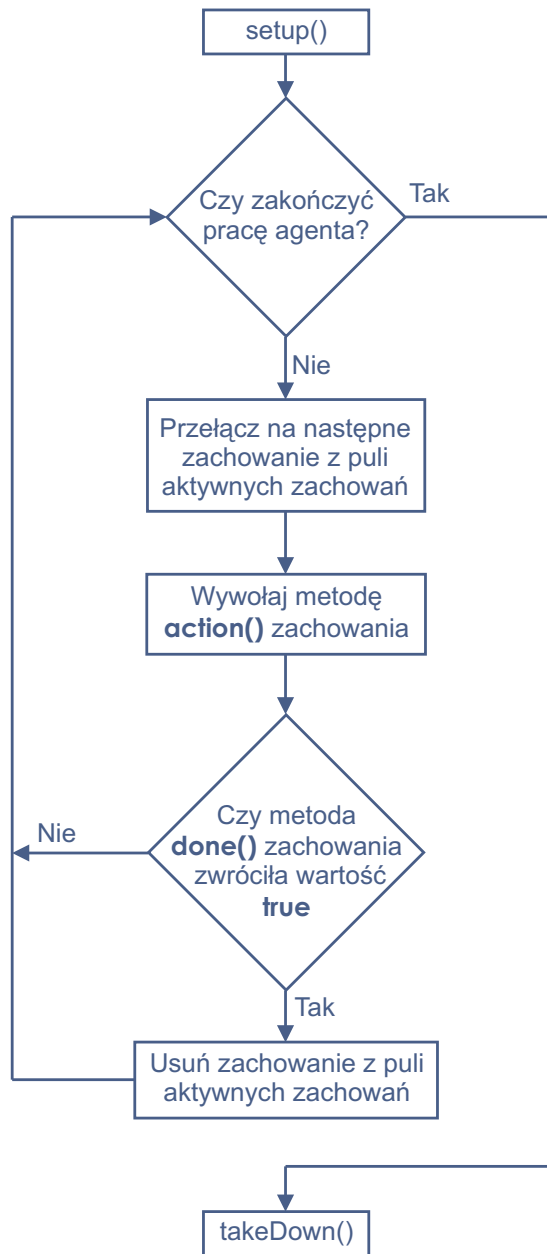 setup()
Czy zakończyć
pracę agenta?
Tak
Nie
Przełącz na następne
zachowanie z puli
aktywnych zachowań
Wywołaj metodę
action() zachowania
Czy metoda
done() zachowania
zwróciła wartość
true
Nie
Tak
Usuń zachowanie z puli
aktywnych zachowań
takeDown()